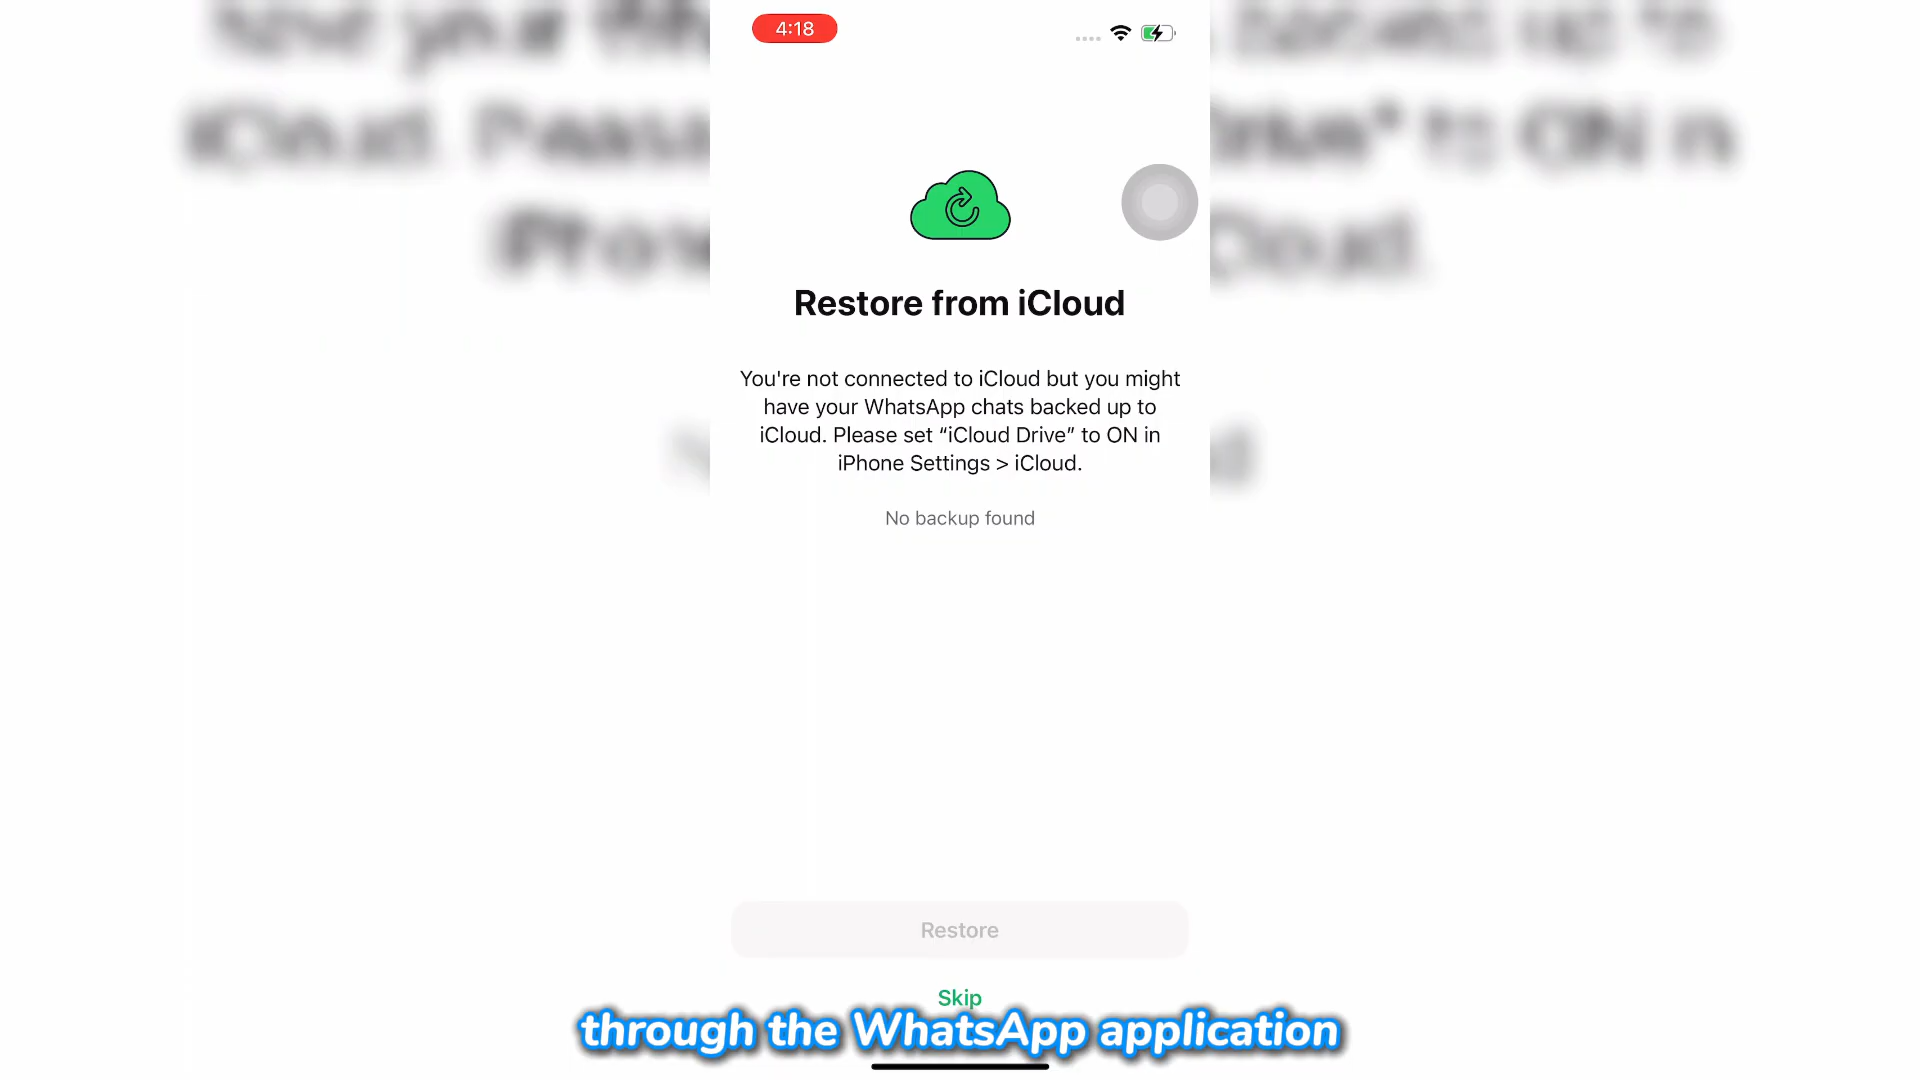 4:18
Restore from iCloud
You're not connected to iCloud but you might
have your WhatsApp chats backed up to
iCloud. Please set “iCloud Drive” to ON in
iPhone Settings > iCloud.
No backup found
Restore
Skip
through the WhatsApp application